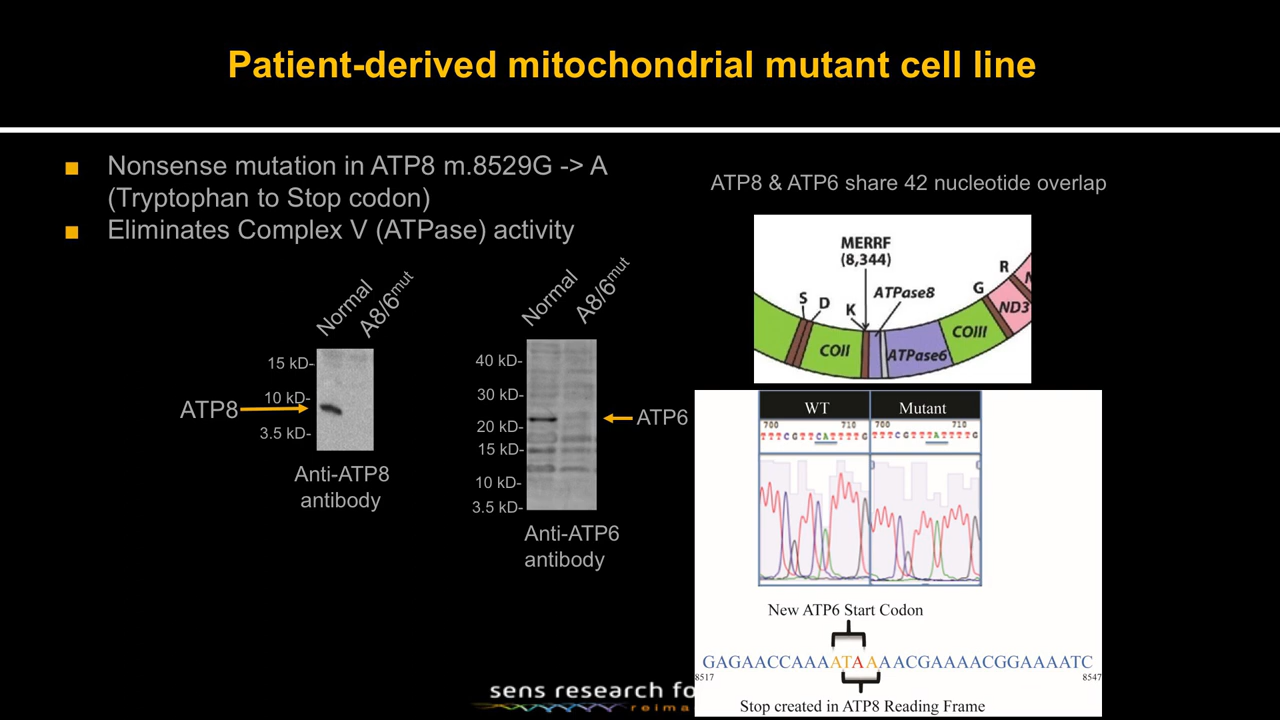 Patient-derived mitochondrial mutant cell line
■ Nonsense mutation in ATP8 m.8529G -> A
(Tryptophan to Stop codon)
■ Eliminates Complex V (ATPase) activity
Normal
A8/6mut
15 kD-
10 kD-
3.5 kD-
ATP8
Anti-ATP8
antibody
Normal
A8/6mut
40 kD-
30 kD-
20 kD-
15 kD-
10 kD-
3.5 kD-
ATP6
Anti-ATP6
antibody
ATP8 & ATP6 share 42 nucleotide overlap
MERRF
(8,344)
S D K ATPase8 G R
COII ATPase6 COIII ND3
WT Mutant
700 710 700 710
TTTCGTTCATTTTG TTTCGTTTATTTTG
New ATP6 Start Codon
GAGAACCAAAATAAAACGAAAACGGAAAATC
8517 8547
Stop created in ATP8 Reading Frame
sens research fo
reima